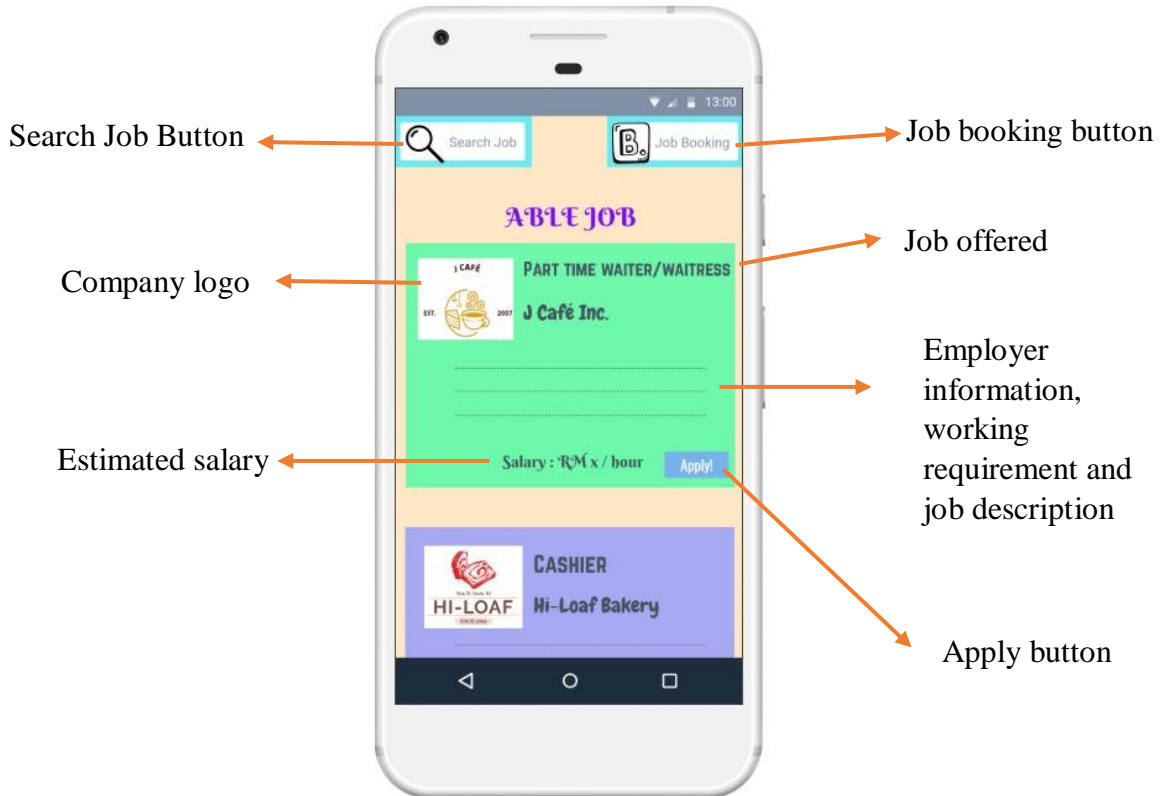 13:00
Search Job Button
Search Job
B.
Job Booking
Job booking button
ABLE JOB
Job offered
Company logo
J CAFÉ
EST.
2007
PART TIME WAITER/WAITRESS
J Café Inc.
Employer
information,
working
requirement and
job description
Estimated salary
Salary : RM x / hour
Apply!
CASHIER
HI-LOAF
Hi-Loaf Bakery
Apply button